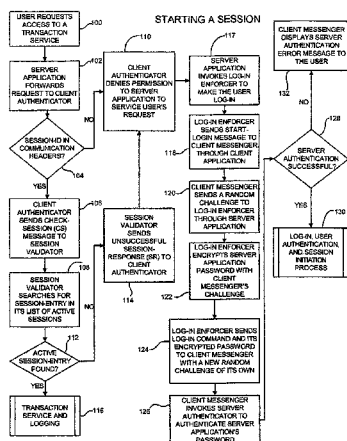 STARTING A SESSION
USER REQUESTS
ACCESS TO A
TRANSACTION
SERVICE
100
SERVER
APPLICATION
FORWARDS
REQUEST TO CLIENT
AUTHENTICATOR
102
SESSION-ID IN
COMMUNICATION
HEADERS?
104
NO
YES
CLIENT
AUTHENTICATOR
SENDS CHECK-
SESSION (CS)
MESSAGE TO
SESSION
VALIDATOR
106
SESSION
VALIDATOR
SEARCHES FOR
SESSION-ENTRY IN
ITS LIST OF ACTIVE
SESSIONS
108
ACTIVE
SESSION-ENTRY
FOUND?
112
NO
YES
TRANSACTION
SERVICE AND
LOGGING
116
110
CLIENT
AUTHENTICATOR
DENIES PERMISSION
TO SERVER
APPLICATION TO
SERVICE USER'S
REQUEST
SESSION
VALIDATOR
SENDS
UNSUCCESSFUL
SESSION-
RESPONSE (SR) TO
CLIENT
AUTHENTICATOR
114
117
SERVER
APPLICATION
INVOKES LOG-IN
ENFORCER TO
MAKE THE USER
LOG-IN
LOG-IN ENFORCER
SENDS START-
LOGIN MESSAGE TO
CLIENT MESSENGER,
THROUGH CLIENT
APPLICATION
118
120
CLIENT MESSENGER
SENDS A RANDOM
CHALLENGE TO
LOG-IN ENFORCER
THROUGH SERVER
APPLICATION
LOG-IN ENFORCER
ENCRYPTS SERVER
APPLICATION
PASSWORD WITH
CLIENT
MESSENGER'S
CHALLENGE
122
LOG-IN ENFORCER SENDS
LOG-IN COMMAND AND ITS
ENCRYPTED PASSWORD
TO CLIENT MESSENGER
WITH A NEW RANDOM
CHALLENGE OF ITS OWN
124
CLIENT MESSENGER
INVOKES SERVER
AUTHENTICATOR TO
AUTHENTICATE SERVER
APPLICATION'S
PASSWORD
126
CLIENT MESSENGER
DISPLAYS SERVER
AUTHENTICATION
ERROR MESSAGE TO
THE USER
132
NO
128
SERVER
AUTHENTICATION
SUCCESSFUL?
YES
130
LOG-IN, USER
AUTHENTICATION,
AND SESSION
INITIATION
PROCESS